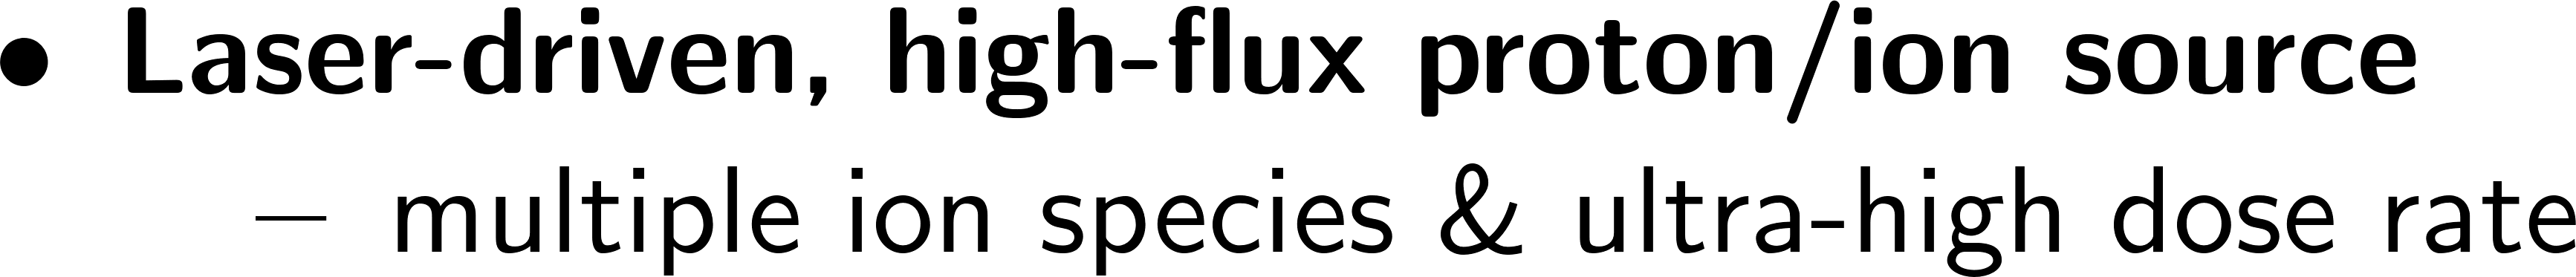 • Laser-driven, high-flux proton/ion source
— multiple ion species & ultra-high dose rate